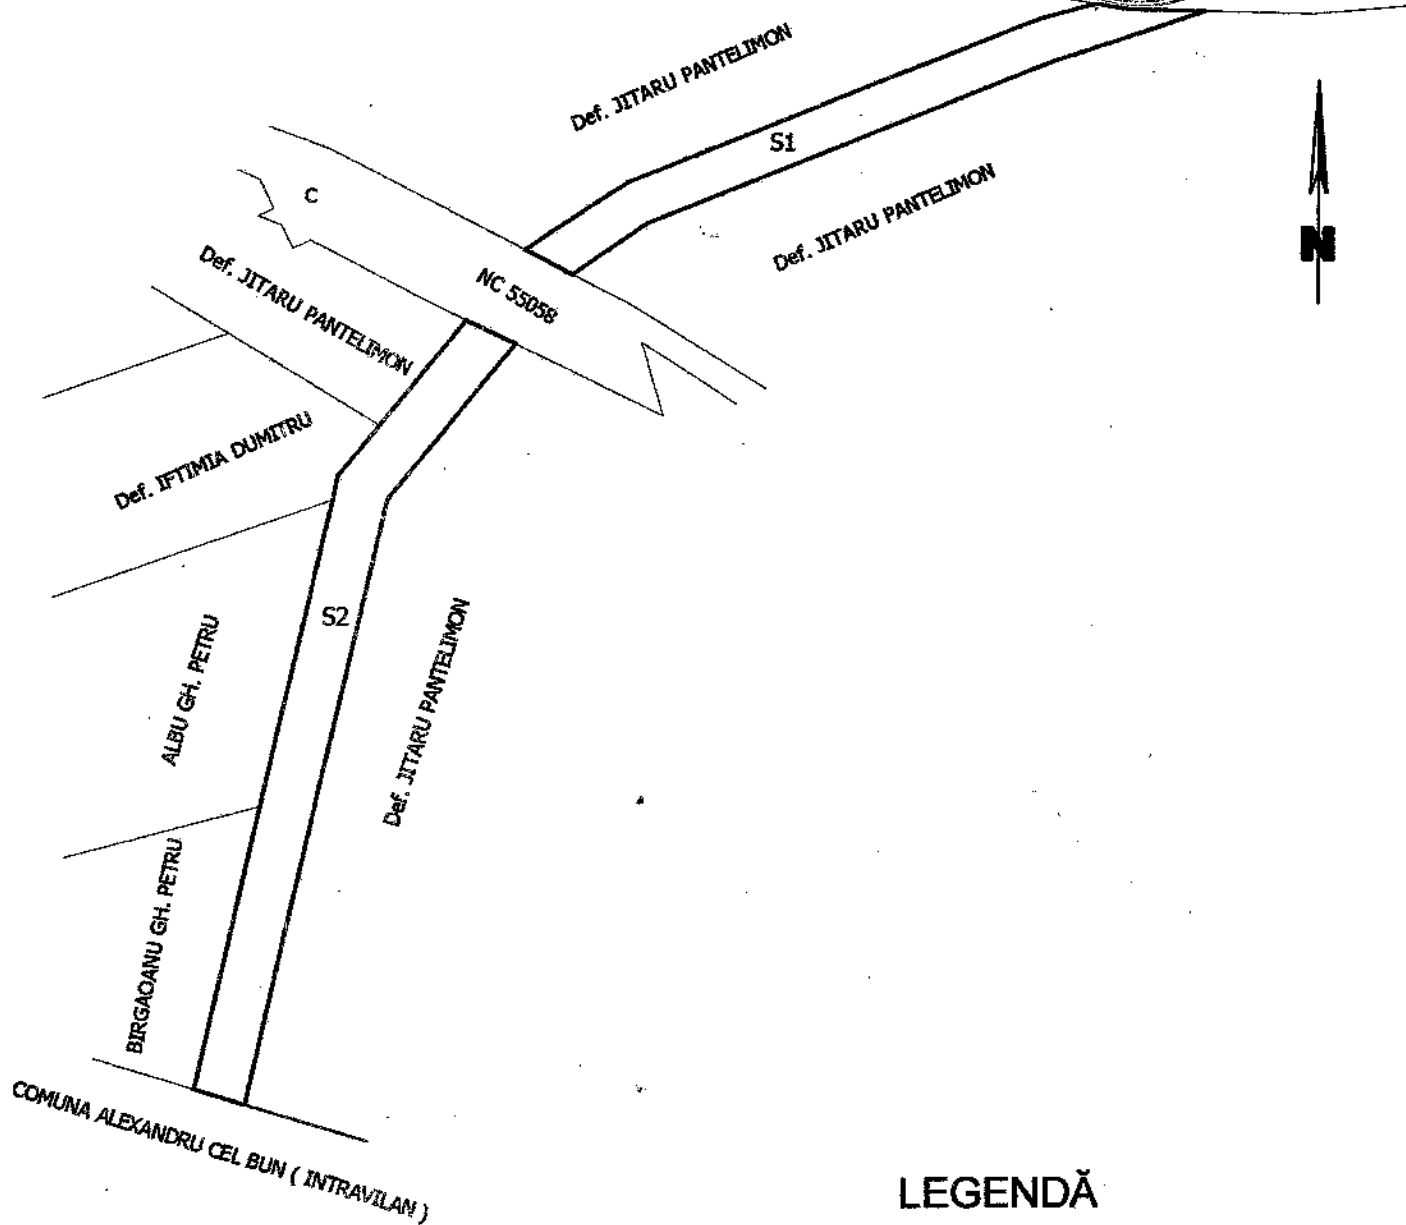 Def. JITARU PANTELIMON
S1
Def. JITARU PANTELIMON
C
N
NC 55058
Def. JITARU PANTELIMON
Def. IFTIMIA DUMITRU
S2
ALBU GH. PETRU
Def. JITARU PANTELIMON
BIRGAOANU GH. PETRU
COMUNA ALEXANDRU CEL BUN ( INTRAVILAN )
LEGENDĂ